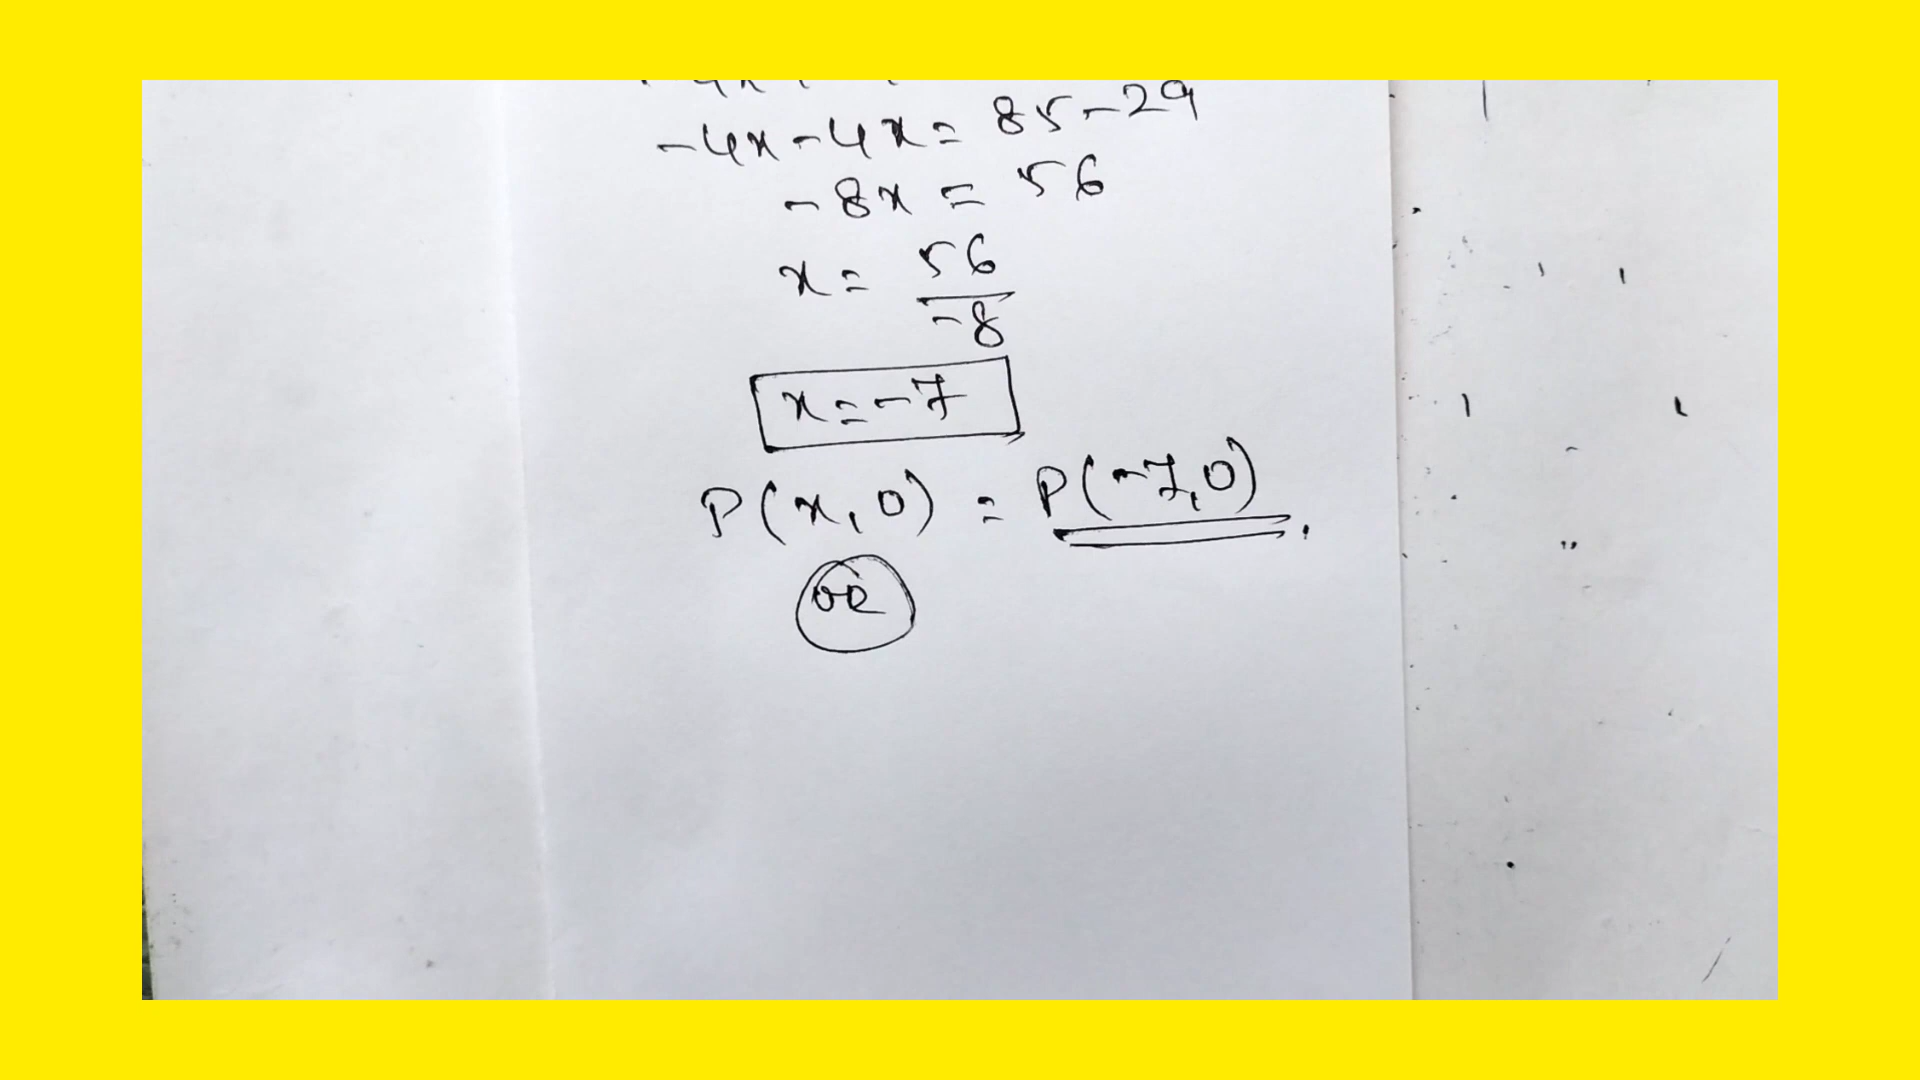 -4x-4x= 85-29
-8x = 56
x= 56/-8
x=-7
P(x,0) = P(-7,0).
OR